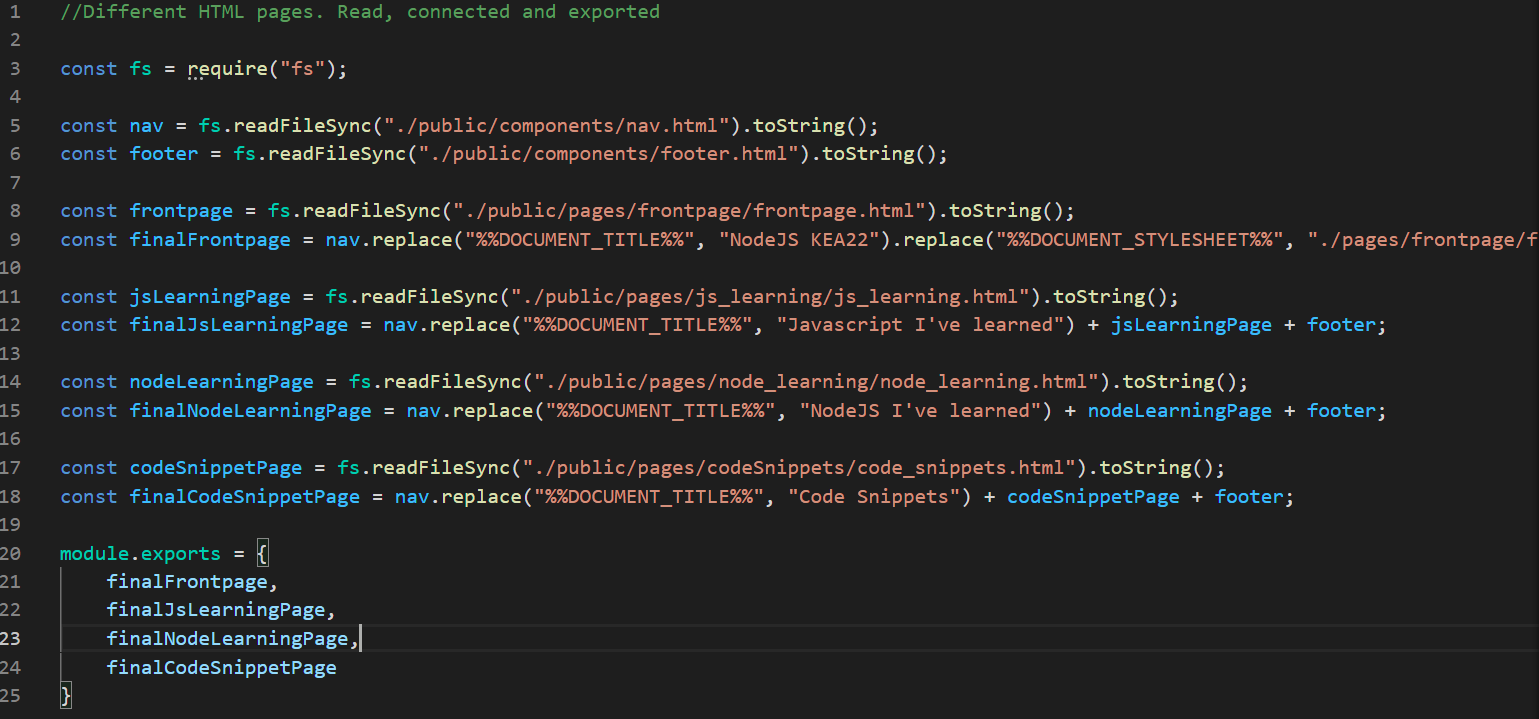 1 //Different HTML pages. Read, connected and exported
2
3 const fs = require("fs");
4
5 const nav = fs.readFileSync("./public/components/nav.html").toString();
6 const footer = fs.readFileSync("./public/components/footer.html").toString();
7
8 const frontpage = fs.readFileSync("./public/pages/frontpage/frontpage.html").toString();
9 const finalFrontpage = nav.replace("%%DOCUMENT_TITLE%%", "NodeJS KEA22").replace("%%DOCUMENT_STYLESHEET%%", "./pages/frontpage/f
10
11 const jsLearningPage = fs.readFileSync("./public/pages/js_learning/js_learning.html").toString();
12 const finalJsLearningPage = nav.replace("%%DOCUMENT_TITLE%%", "Javascript I've learned") + jsLearningPage + footer;
13
14 const nodeLearningPage = fs.readFileSync("./public/pages/node_learning/node_learning.html").toString();
15 const finalNodeLearningPage = nav.replace("%%DOCUMENT_TITLE%%", "NodeJS I've learned") + nodeLearningPage + footer;
16
17 const codeSnippetPage = fs.readFileSync("./public/pages/codeSnippets/code_snippets.html").toString();
18 const finalCodeSnippetPage = nav.replace("%%DOCUMENT_TITLE%%", "Code Snippets") + codeSnippetPage + footer;
19
20 module.exports = {
21 finalFrontpage,
22 finalJsLearningPage,
23 finalNodeLearningPage,
24 finalCodeSnippetPage
25 }